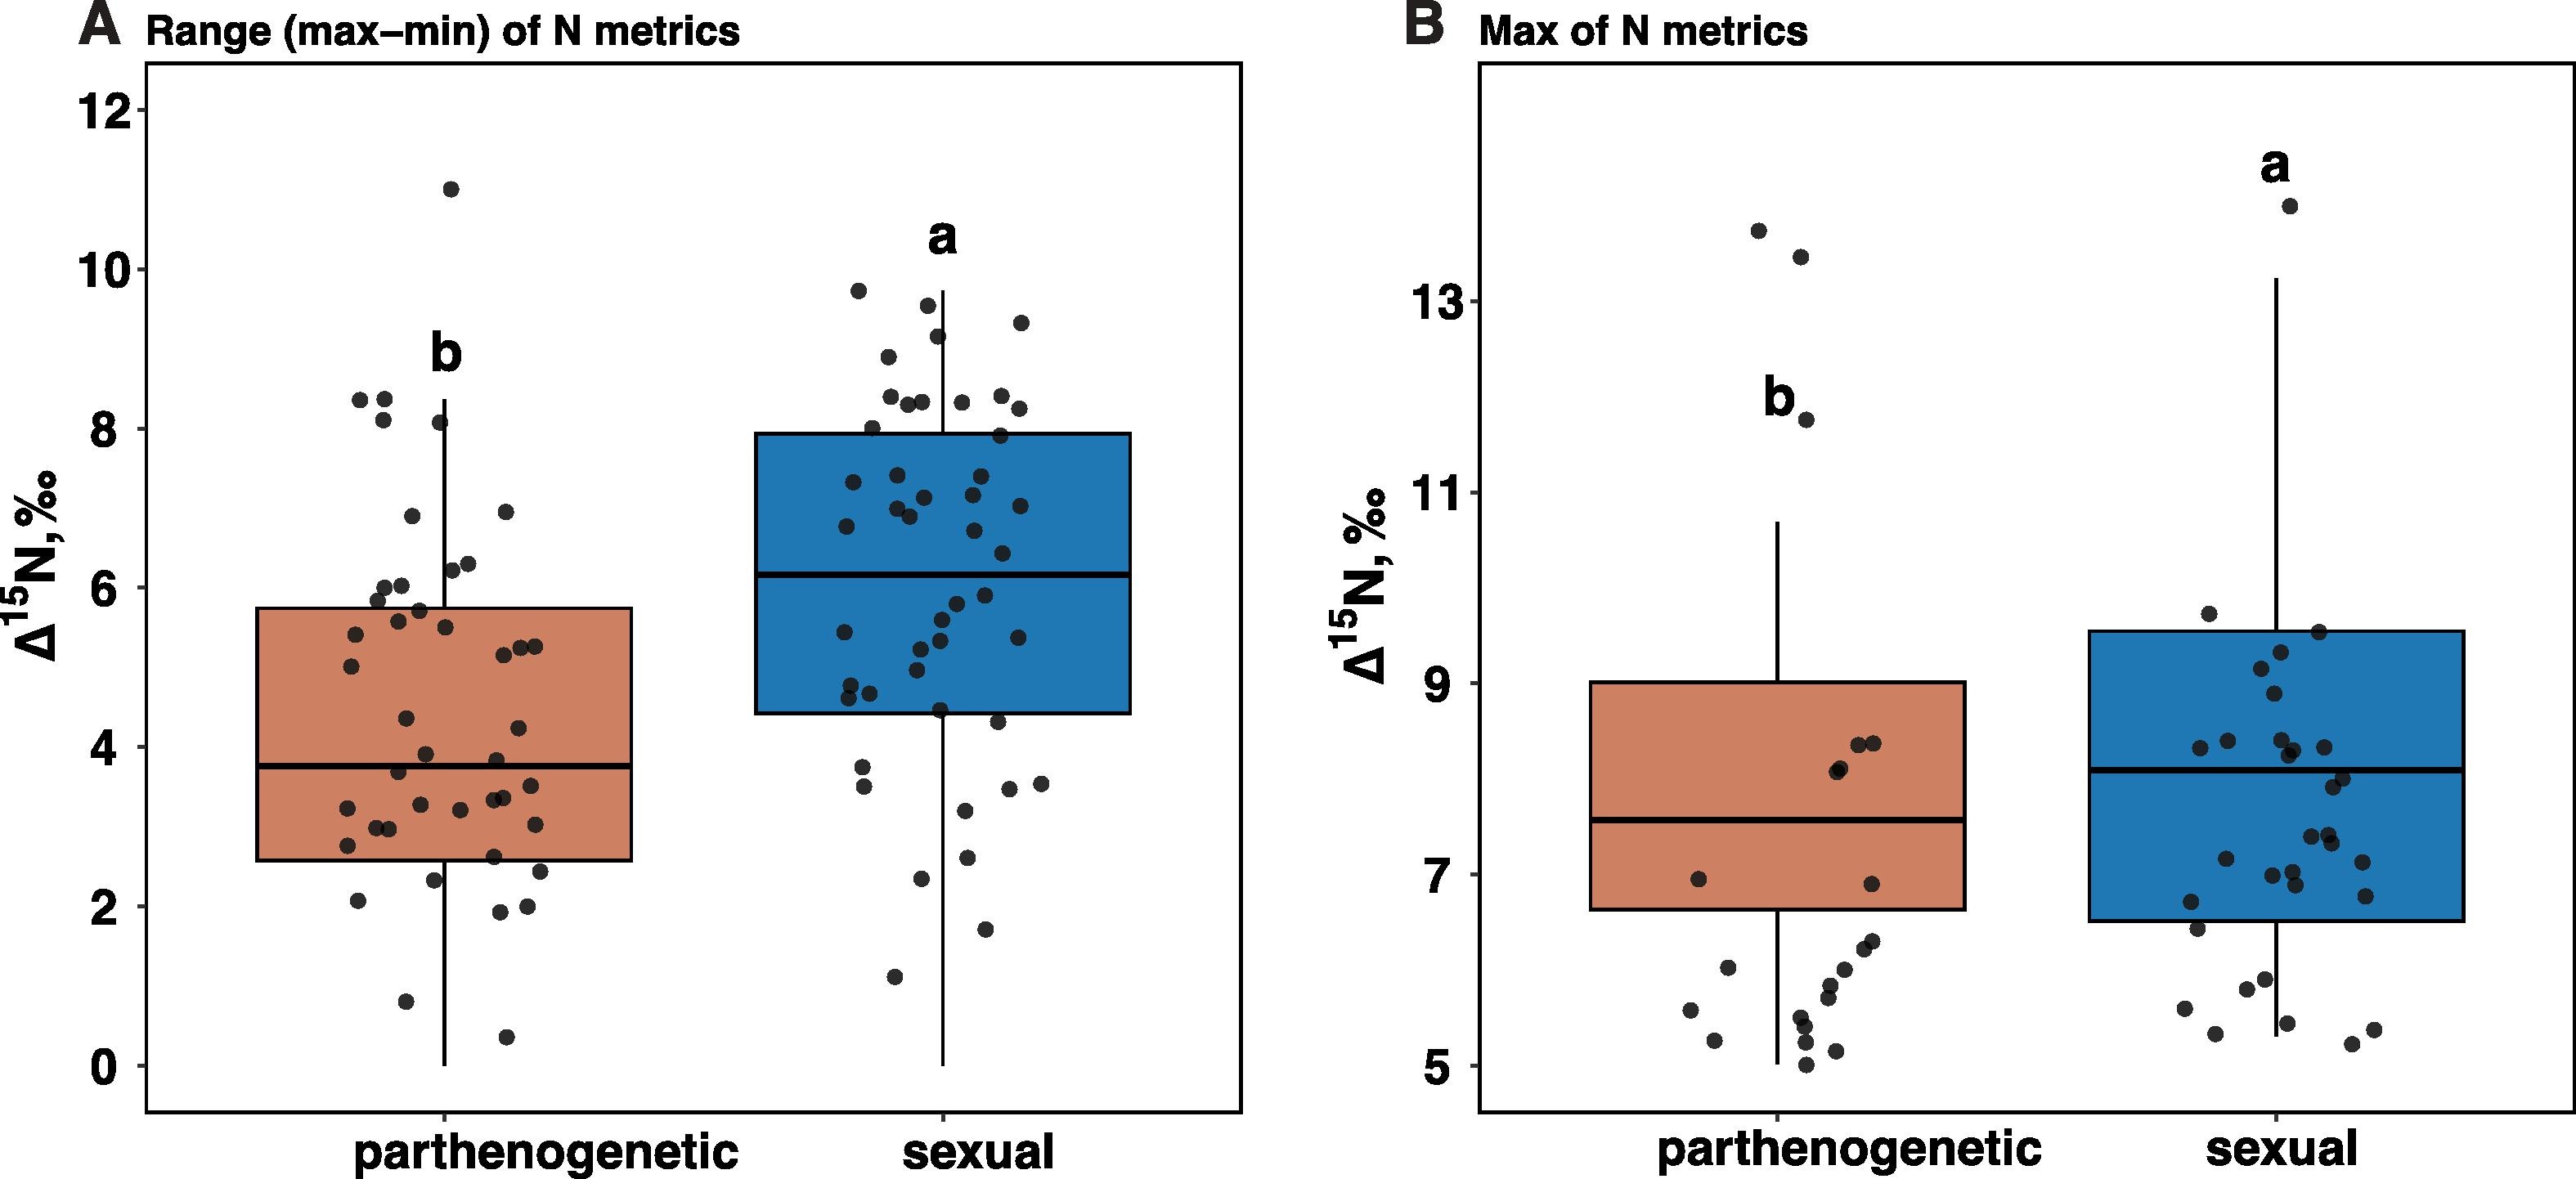 A Range (max–min) of N metrics
12
10
8
6
4
2
0
Δ¹⁵N,‰
b
a
parthenogenetic sexual
B Max of N metrics
13
11
9
7
5
Δ¹⁵N,‰
b
a
parthenogenetic sexual